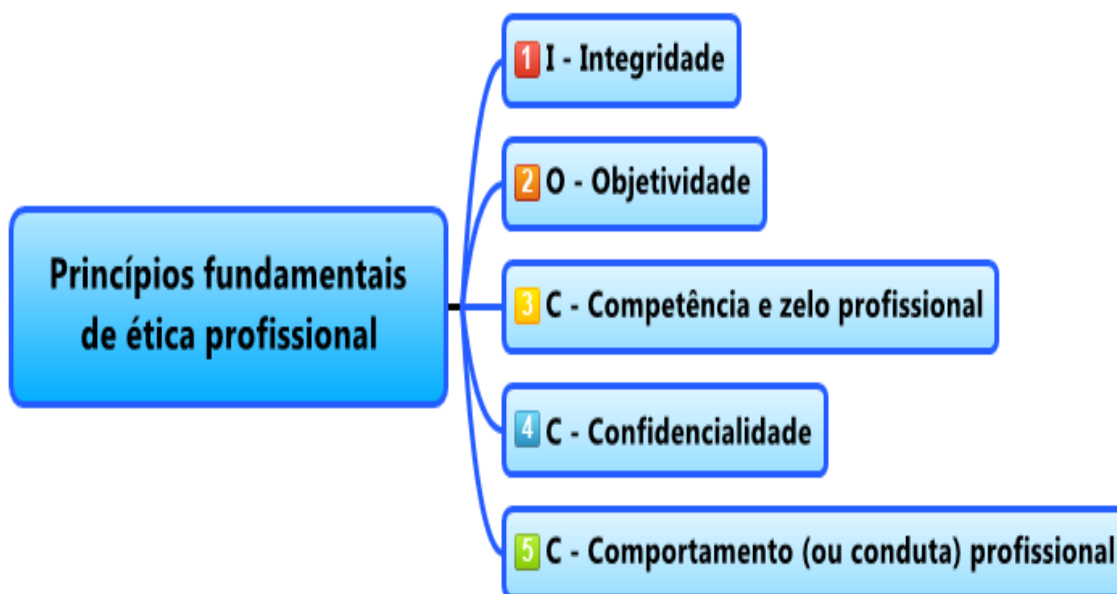 Princípios fundamentais
de ética profissional
1 I - Integridade
2 O - Objetividade
3 C - Competência e zelo profissional
4 C - Confidencialidade
5 C - Comportamento (ou conduta) profissional